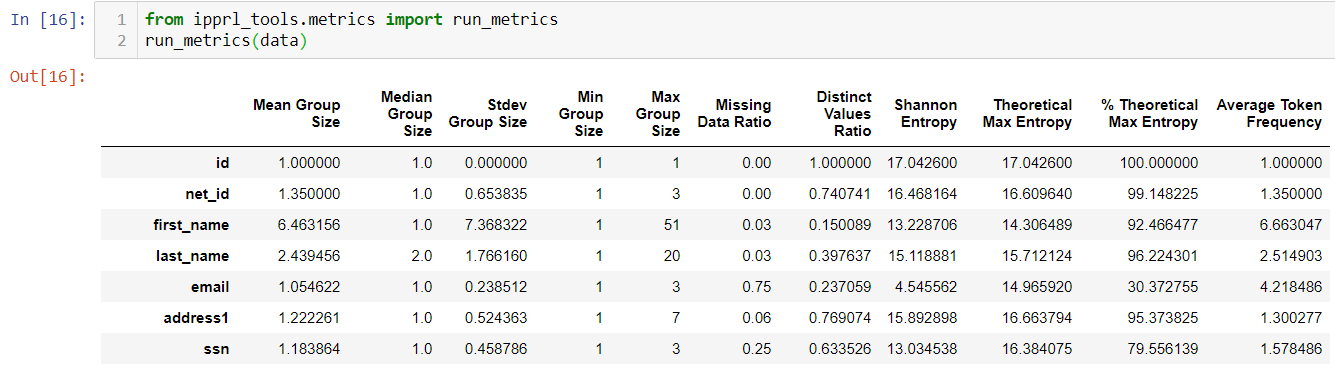 In [16]: 1 from ipprl_tools.metrics import run_metrics
2 run_metrics(data)
Out[16]:
Mean Group Size Median Group Size Stdev Group Size Min Group Size Max Group Size Missing Data Ratio Distinct Values Ratio Shannon Entropy Theoretical Max Entropy % Theoretical Max Entropy Average Token Frequency
id 1.000000 1.0 0.000000 1 1 0.00 1.000000 17.042600 17.042600 100.000000 1.000000
net_id 1.350000 1.0 0.653835 1 3 0.00 0.740741 16.468164 16.609640 99.148225 1.350000
first_name 6.463156 1.0 7.368322 1 51 0.03 0.150089 13.228706 14.306489 92.466477 6.663047
last_name 2.439456 2.0 1.766160 1 20 0.03 0.397637 15.118881 15.712124 96.224301 2.514903
email 1.054622 1.0 0.238512 1 3 0.75 0.237059 4.545562 14.965920 30.372755 4.218486
address1 1.222261 1.0 0.524363 1 7 0.06 0.769074 15.892898 16.663794 95.373825 1.300277
ssn 1.183864 1.0 0.458786 1 3 0.25 0.633526 13.034538 16.384075 79.556139 1.578486